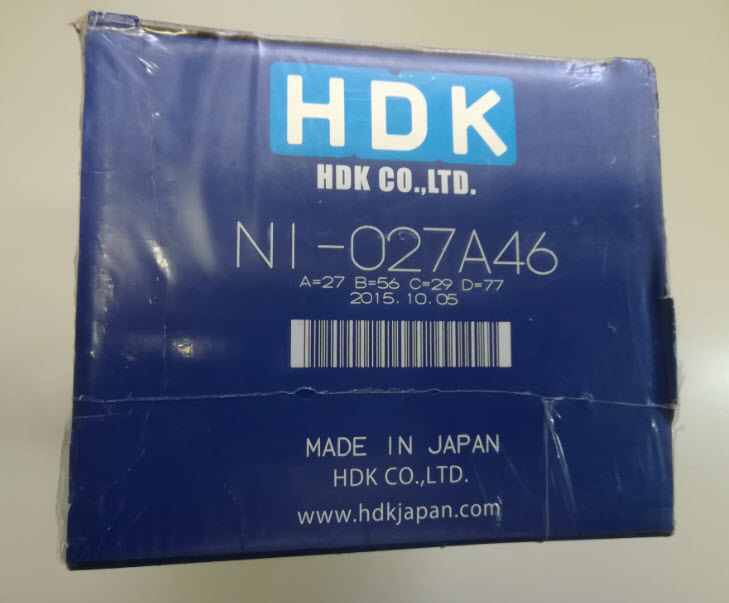 HDK
HDK CO.,LTD.
NI-027A46
A=27 B=56 C=29 D=77
2015.10.05
MADE IN JAPAN
HDK CO.,LTD.
www.hdkjapan.com